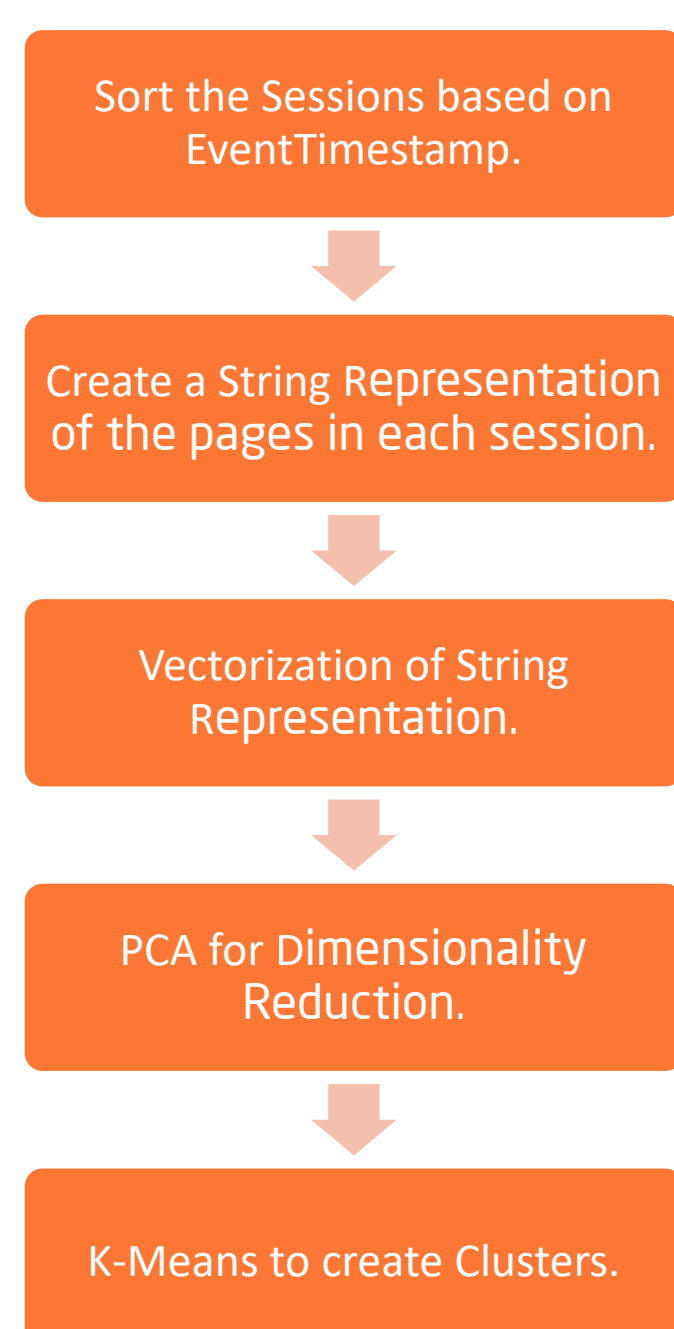 Sort the Sessions based on
EventTimestamp.
Create a String Representation
of the pages in each session.
Vectorization of String
Representation.
PCA for Dimensionality
Reduction.
K-Means to create Clusters.